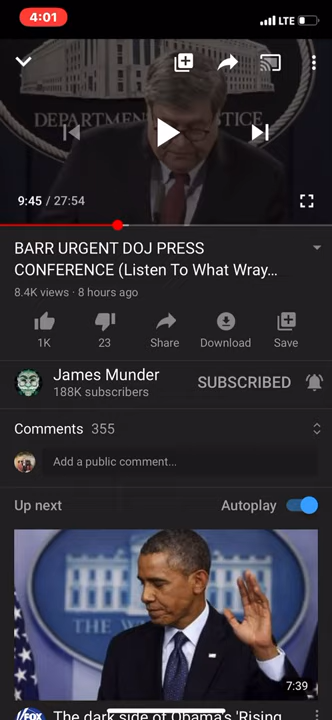 4:01
LTE
DEPARTMENT JUSTICE
9:45 / 27:54
BARR URGENT DOJ PRESS
CONFERENCE (Listen To What Wray...
8.4K views · 8 hours ago
1K
23
Share
Download
Save
James Munder
188K subscribers
SUBSCRIBED
Comments 355
Add a public comment...
Up next
Autoplay
THE W
7:39
FOX
The dark side of Obama's 'Rising